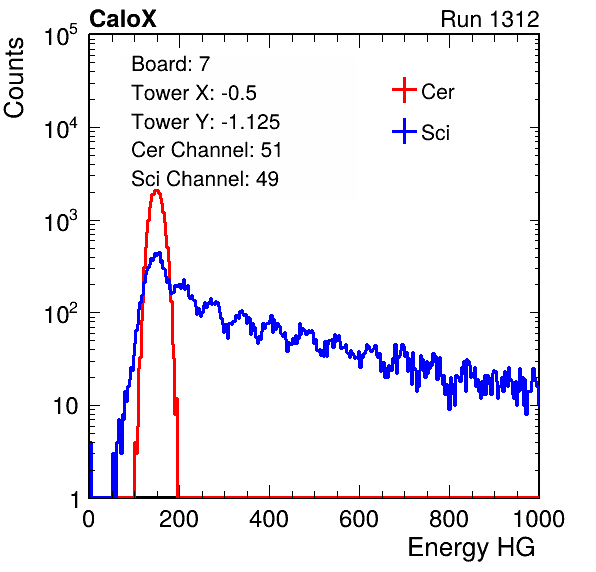 CaloX Run 1312
Counts
10^5
10^4
10^3
10^2
10
1
Board: 7
Tower X: -0.5
Tower Y: -1.125
Cer Channel: 51
Sci Channel: 49
Cer
Sci
0 200 400 600 800 1000
Energy HG